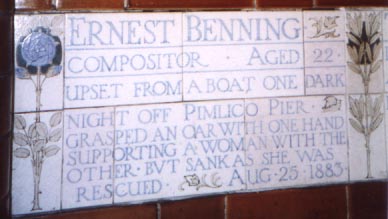 ERNEST BENNING
COMPOSITOR · AGED 22
UPSET FROM A BOAT ONE DARK
NIGHT OFF PIMLICO PIER
GRASPED AN OAR WITH ONE HAND
SUPPORTING A WOMAN WITH THE
OTHER · BUT SANK AS SHE WAS
RESCUED · AUG · 25 · 1883